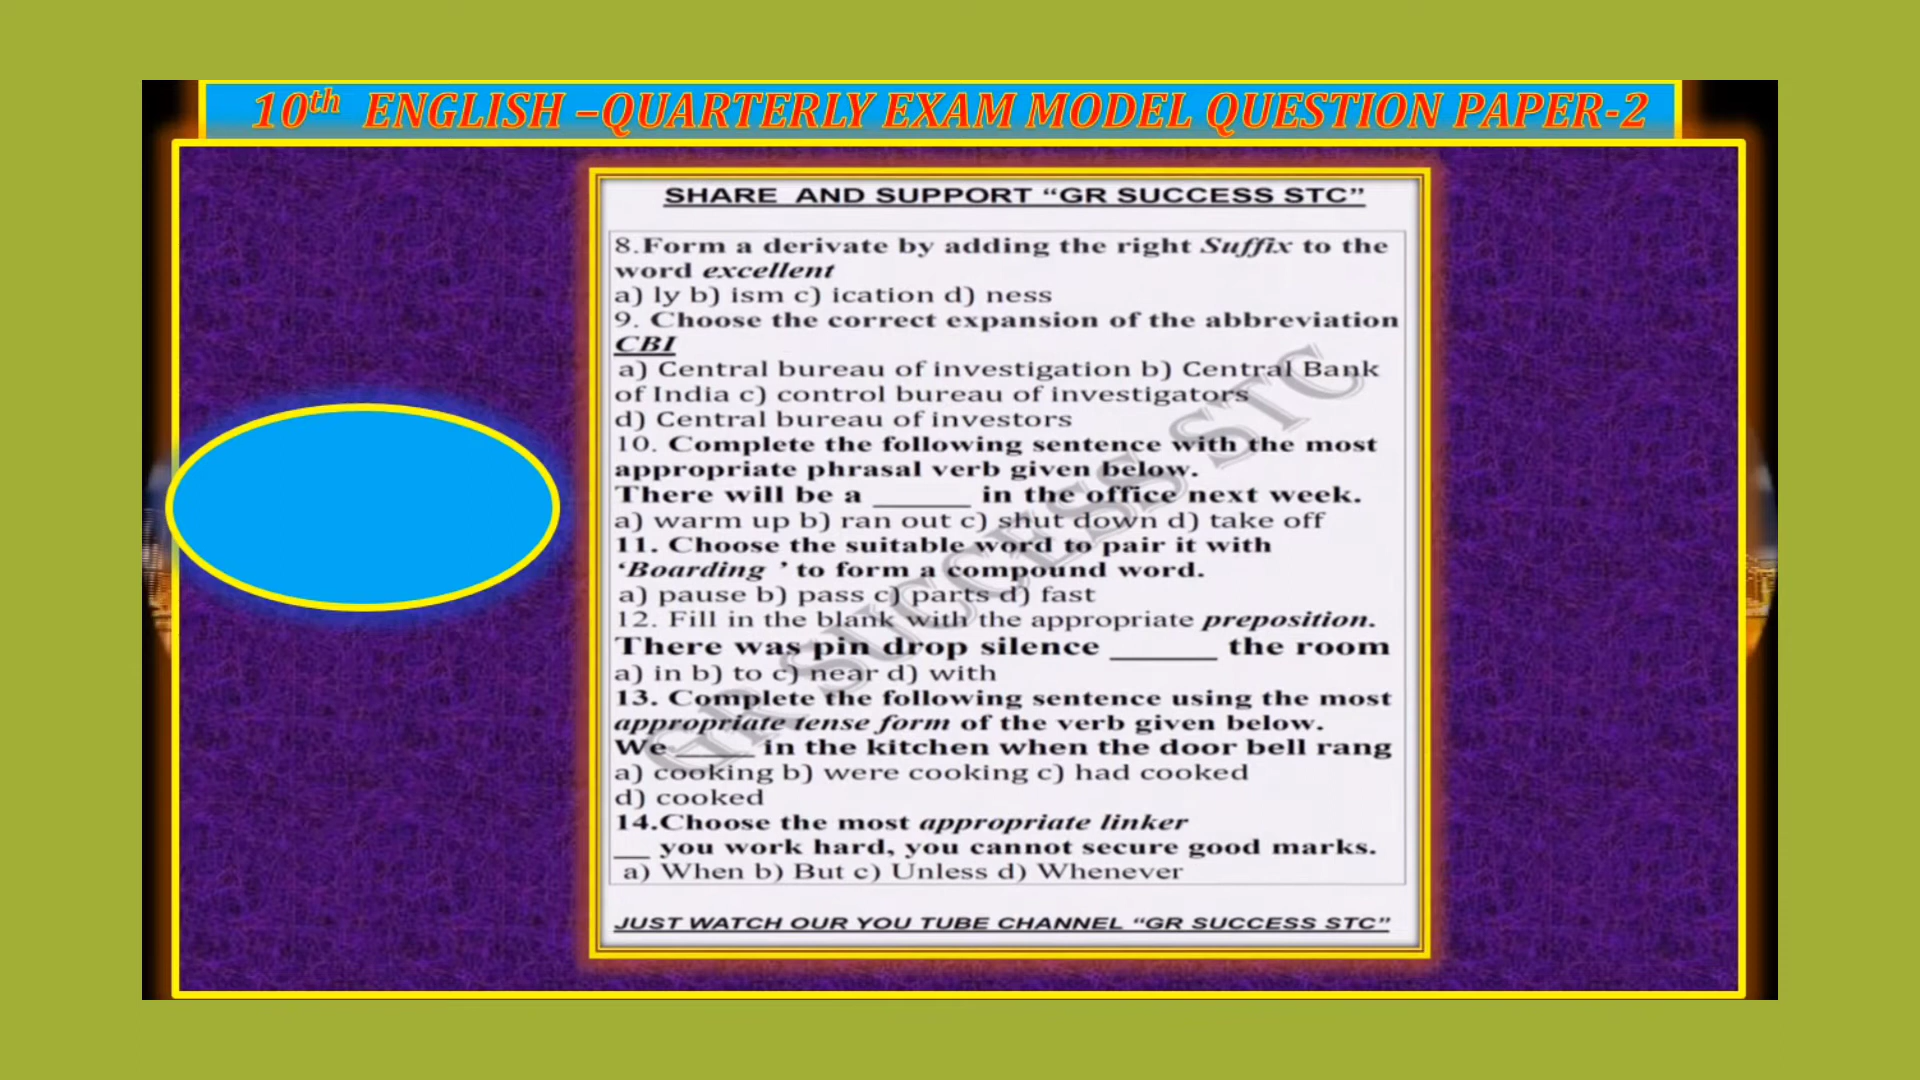 10th ENGLISH –QUARTERLY EXAM MODEL QUESTION PAPER-2
SHARE AND SUPPORT “GR SUCCESS STC”
8.Form a derivate by adding the right Suffix to the
word excellent
a) ly b) ism c) ication d) ness
9. Choose the correct expansion of the abbreviation
CBI
a) Central bureau of investigation b) Central Bank
of India c) control bureau of investigators
d) Central bureau of investors
10. Complete the following sentence with the most
appropriate phrasal verb given below.
There will be a ______ in the office next week.
a) warm up b) ran out c) shut down d) take off
11. Choose the suitable word to pair it with
‘Boarding ’ to form a compound word.
a) pause b) pass c) parts d) fast
12. Fill in the blank with the appropriate preposition.
There was pin drop silence ______ the room
a) in b) to c) near d) with
13. Complete the following sentence using the most
appropriate tense form of the verb given below.
We _____ in the kitchen when the door bell rang
a) cooking b) were cooking c) had cooked
d) cooked
14.Choose the most appropriate linker
__ you work hard, you cannot secure good marks.
a) When b) But c) Unless d) Whenever
GR SUCCESS STC
JUST WATCH OUR YOU TUBE CHANNEL “GR SUCCESS STC”